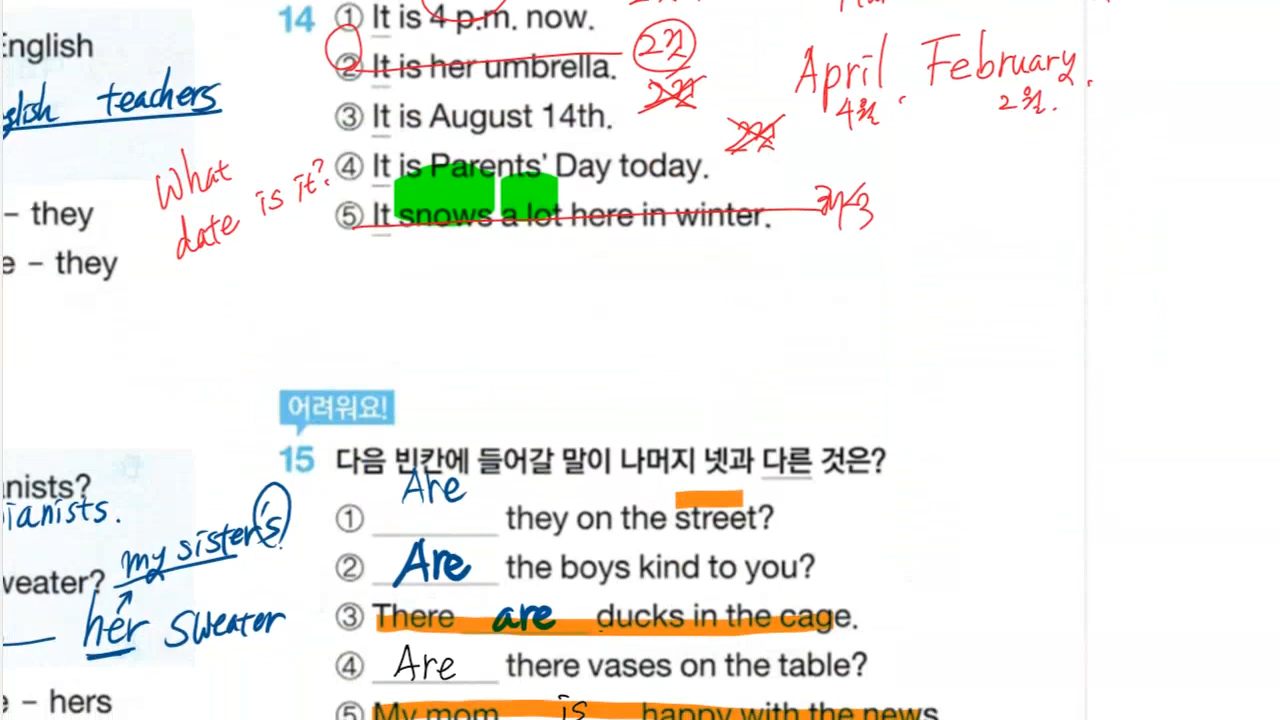 English
glish teachers
– they
e – they
What
date is it?
14 ① It is 4 p.m. now.
② It is her umbrella.
③ It is August 14th.
④ It is Parents' Day today.
⑤ It snows a lot here in winter.
April February.
4월. 2월.
어려워요!
15 다음 빈칸에 들어갈 말이 나머지 넷과 다른 것은?
① Are they on the street?
② Are the boys kind to you?
③ There are ducks in the cage.
④ Are there vases on the table?
⑤ My mom is happy with the news
nists?
ianists.
my sister's
weater?
her sweater
e – hers